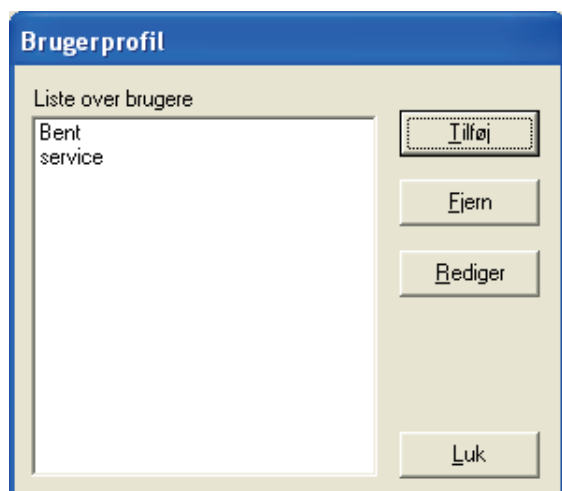 Brugerprofil
Liste over brugere
Bent
service
Tilføj
Fjern
Rediger
Luk